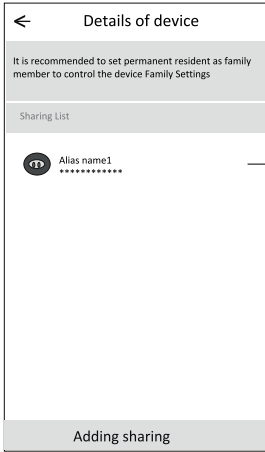 Details of device
It is recommended to set permanent resident as family
member to control the device Family Settings
Sharing List
Alias name1
************
Adding sharing